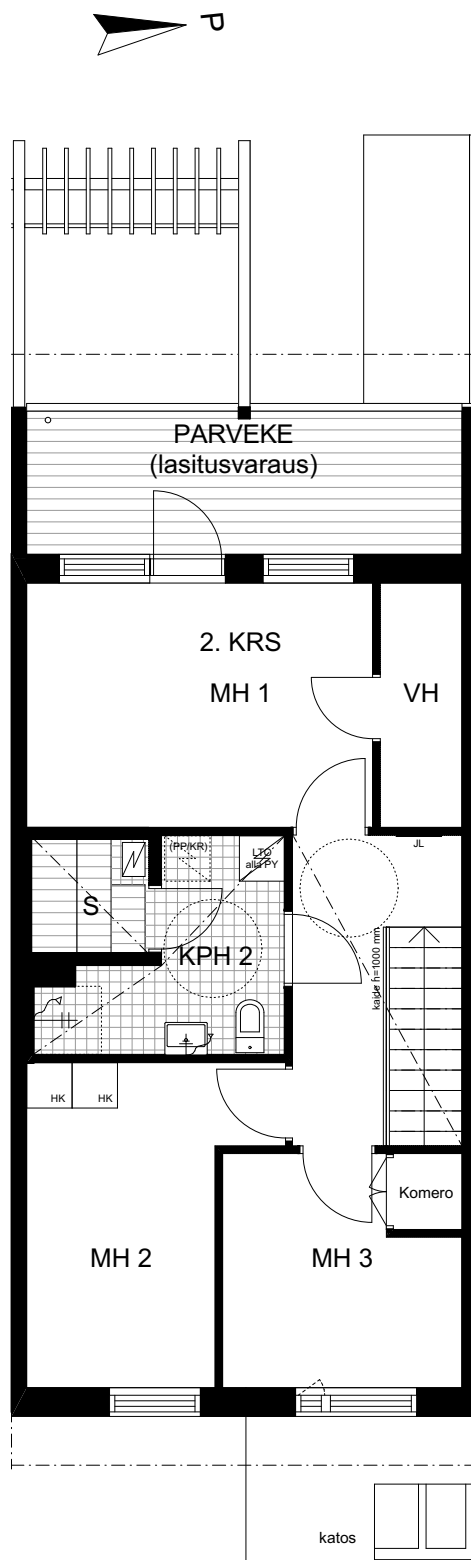 P
PARVEKE
(lasitusvaraus)
2. KRS
MH 1
VH
(PP/KR)
LTO
alla PY
JL
S
KPH 2
kaide h=1000 mm
HK
HK
Komero
MH 2
MH 3
katos